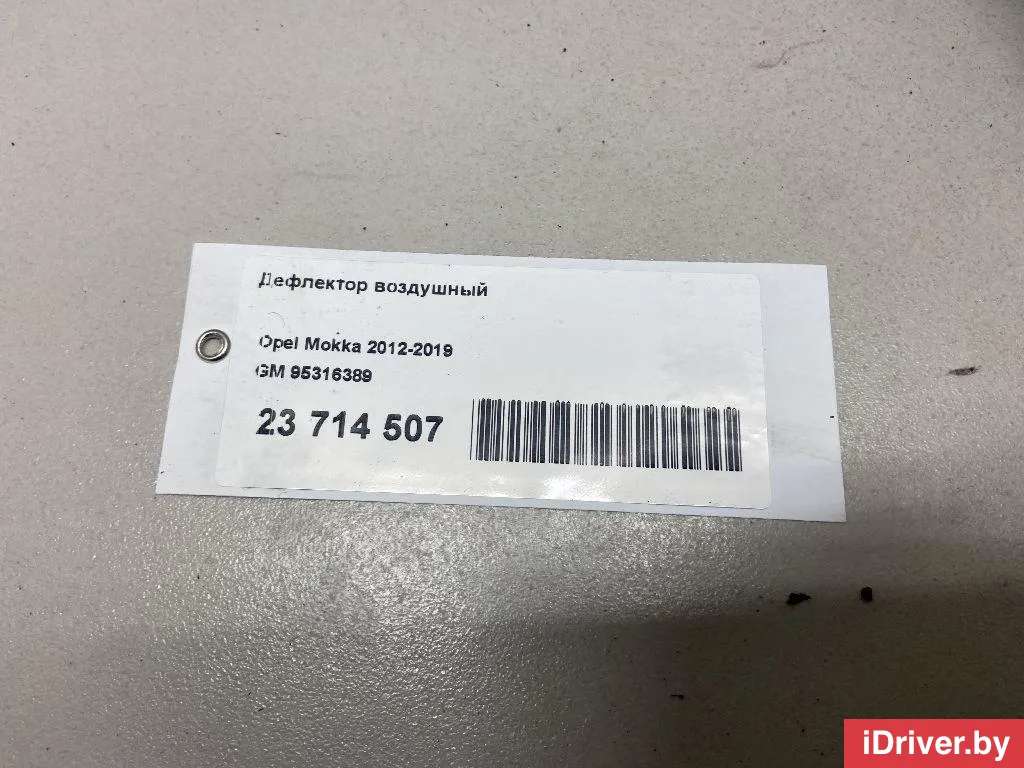 Дефлектор воздушный
Opel Mokka 2012-2019
GM 95316389
23 714 507
iDriver.by